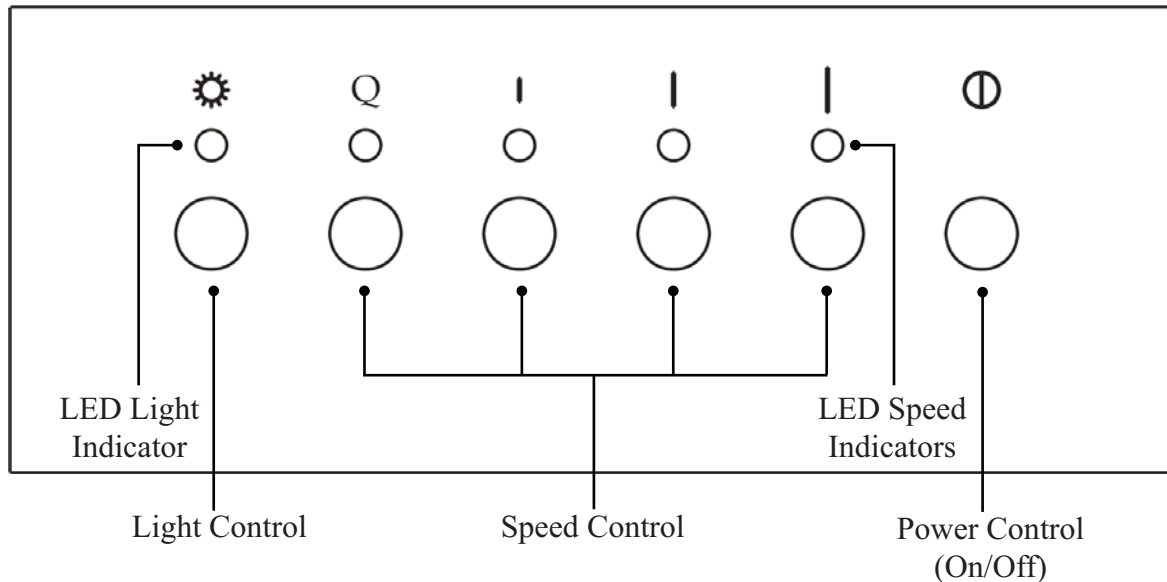 Q
LED Light
Indicator
LED Speed
Indicators
Light Control
Speed Control
Power Control
(On/Off)